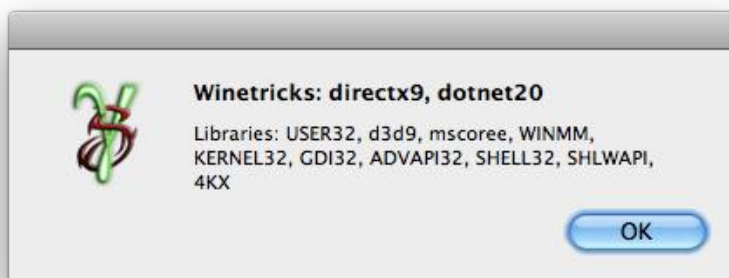 Winetricks: directx9, dotnet20
Libraries: USER32, d3d9, mscoree, WINMM,
KERNEL32, GDI32, ADVAPI32, SHELL32, SHLWAPI,
4KX
OK